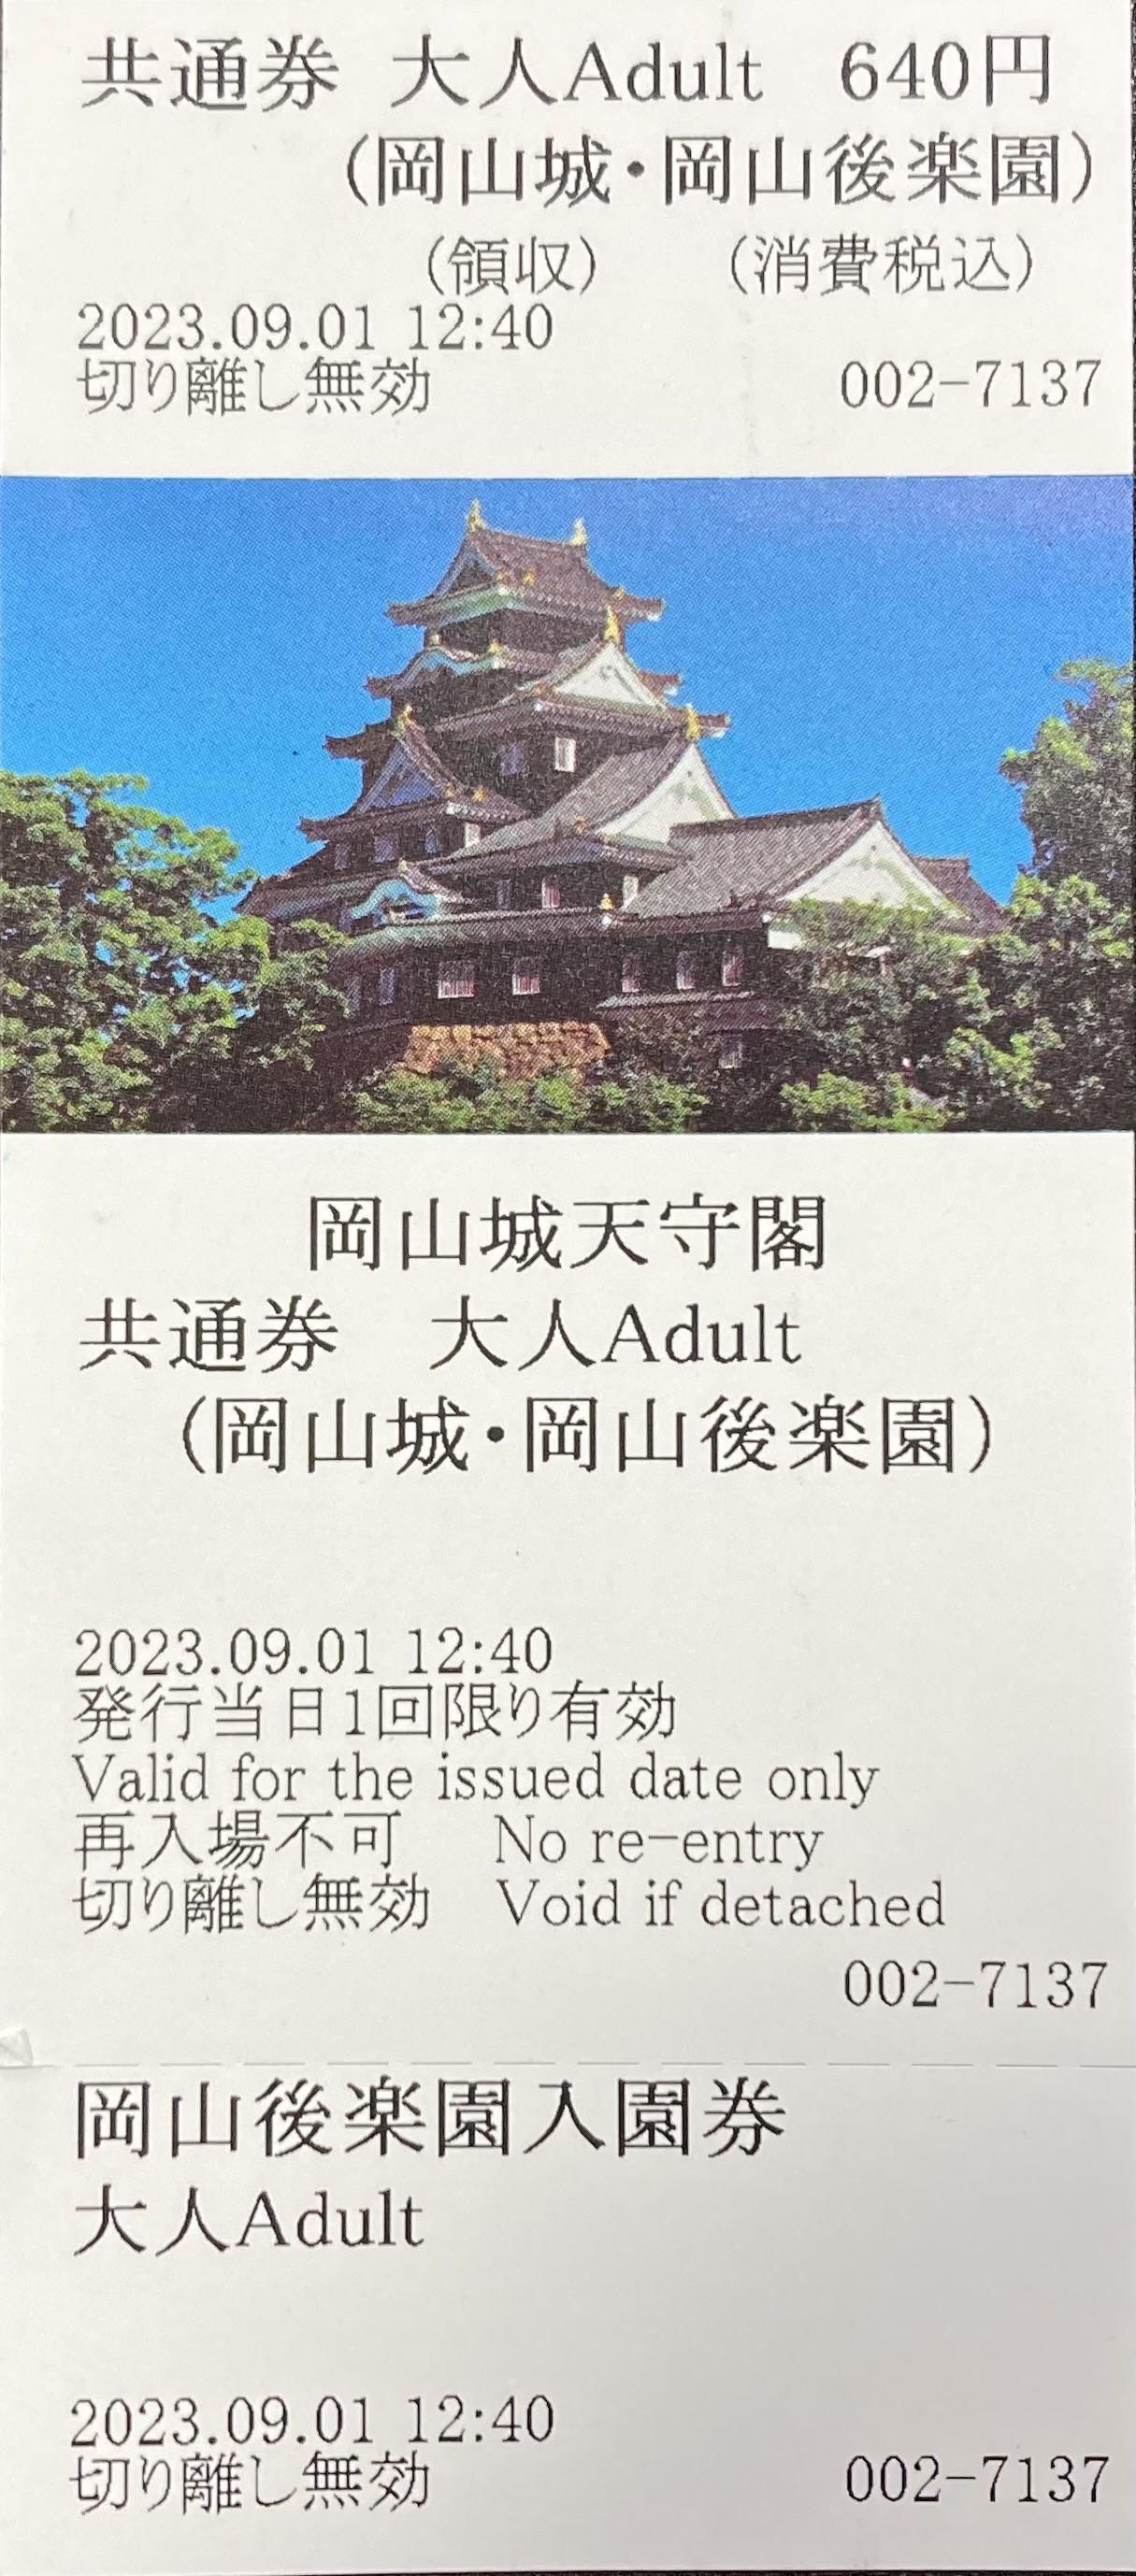 共通券 大人Adult 640円
(岡山城・岡山後楽園)
(領収) (消費税込)
2023.09.01 12:40
切り離し無効 002-7137
岡山城天守閣
共通券 大人Adult
(岡山城・岡山後楽園)
2023.09.01 12:40
発行当日1回限り有効
Valid for the issued date only
再入場不可 No re-entry
切り離し無効 Void if detached
002-7137
岡山後楽園入園券
大人Adult
2023.09.01 12:40
切り離し無効 002-7137